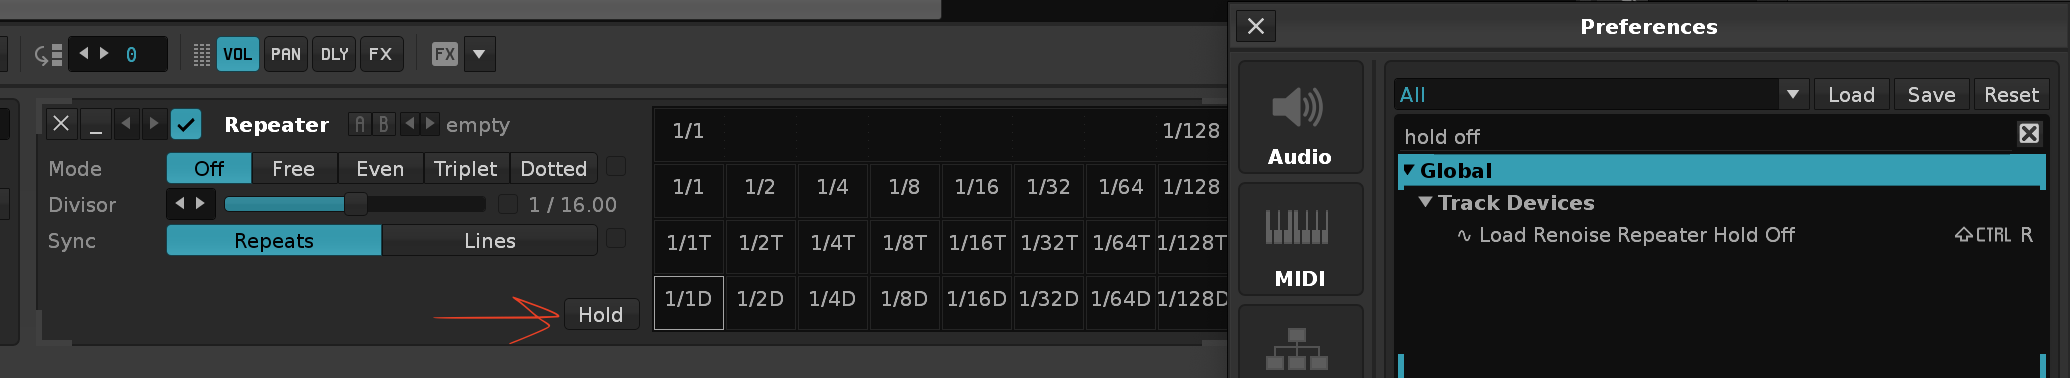 0 VOL PAN DLY FX FX
Repeater A B empty
Mode Off Free Even Triplet Dotted
Divisor 1 / 16.00
Sync Repeats Lines
Hold
1/1 1/128
1/1 1/2 1/4 1/8 1/16 1/32 1/64 1/128
1/1T 1/2T 1/4T 1/8T 1/16T 1/32T 1/64T 1/128T
1/1D 1/2D 1/4D 1/8D 1/16D 1/32D 1/64D 1/128D
Preferences
Audio
MIDI
All Load Save Reset
hold off
Global
Track Devices
Load Renoise Repeater Hold Off CTRL R